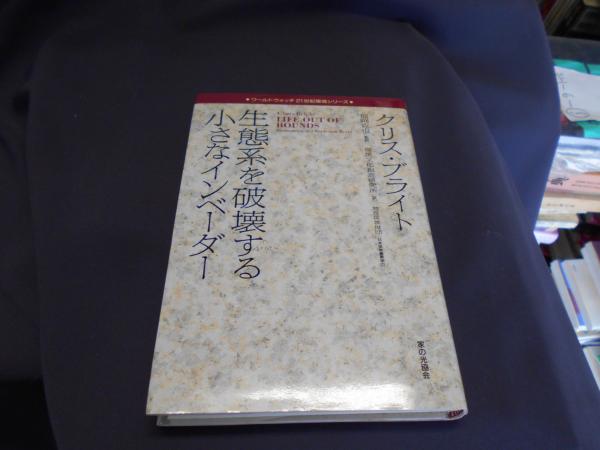 ワールドウォッチ21世紀環境シリーズ
クリス・ブライト
LIFE OUT OF
BOUNDS
生態系を破壊する
小さなインベーダー
家の光協会